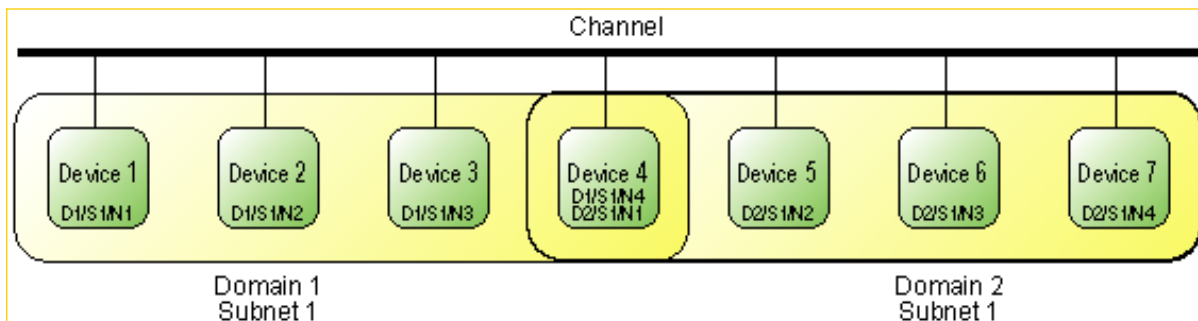 Channel
Device 1
D1/S1/N1
Device 2
D1/S1/N2
Device 3
D1/S1/N3
Device 4
D1/S1/N4
D2/S1/N1
Device 5
D2/S1/N2
Device 6
D2/S1/N3
Device 7
D2/S1/N4
Domain 1
Subnet 1
Domain 2
Subnet 1